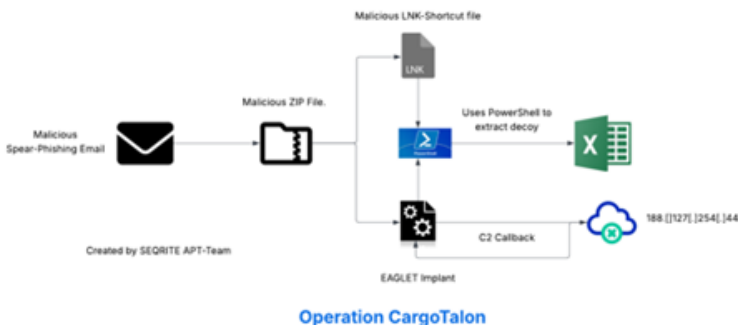 Malicious LNK-Shortcut file
LNK
Malicious ZIP File.
Uses PowerShell to
extract decoy
Malicious
Spear-Phishing Email
X
188.[]127[.]254[.]44
C2 Callback
Created by SEQRITE APT-Team
EAGLET Implant
Operation CargoTalon